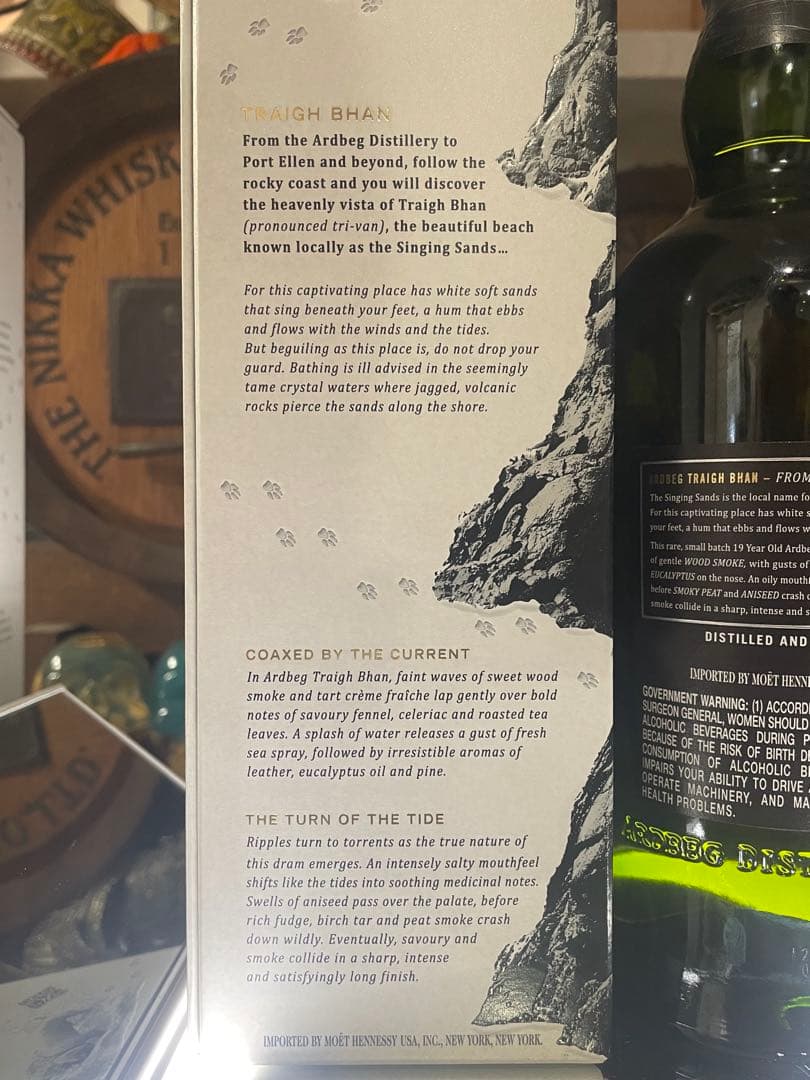 THE NIKKA WHISK
TRAIGH BHAN
From the Ardbeg Distillery to
Port Ellen and beyond, follow the
rocky coast and you will discover
the heavenly vista of Traigh Bhan
(pronounced tri-van), the beautiful beach
known locally as the Singing Sands...
For this captivating place has white soft sands
that sing beneath your feet, a hum that ebbs
and flows with the winds and the tides.
But beguiling as this place is, do not drop your
guard. Bathing is ill advised in the seemingly
tame crystal waters where jagged, volcanic
rocks pierce the sands along the shore.
COAXED BY THE CURRENT
In Ardbeg Traigh Bhan, faint waves of sweet wood
smoke and tart crème fraîche lap gently over bold
notes of savoury fennel, celeriac and roasted tea
leaves. A splash of water releases a gust of fresh
sea spray, followed by irresistible aromas of
leather, eucalyptus oil and pine.
THE TURN OF THE TIDE
Ripples turn to torrents as the true nature of
this dram emerges. An intensely salty mouthfeel
shifts like the tides into soothing medicinal notes.
Swells of aniseed pass over the palate, before
rich fudge, birch tar and peat smoke crash
down wildly. Eventually, savoury and
smoke collide in a sharp, intense
and satisfyingly long finish.
IMPORTED BY MOËT HENNESSY USA, INC., NEW YORK, NEW YORK.
ARDBEG TRAIGH BHAN – FROM
The Singing Sands is the local name fo
For this captivating place has white s
your feet, a hum that ebbs and flows w
This rare, small batch 19 Year Old Ardbe
of gentle WOOD SMOKE, with gusts of
EUCALYPTUS on the nose. An oily mouth
before SMOKY PEAT and ANISEED crash
smoke collide in a sharp, intense and s
DISTILLED AND
IMPORTED BY MOËT HENNE
GOVERNMENT WARNING: (1) ACCORDI
SURGEON GENERAL, WOMEN SHOULD
ALCOHOLIC BEVERAGES DURING P
BECAUSE OF THE RISK OF BIRTH D
CONSUMPTION OF ALCOHOLIC B
IMPAIRS YOUR ABILITY TO DRIVE
OPERATE MACHINERY, AND MA
HEALTH PROBLEMS.
ARDBEG DIST